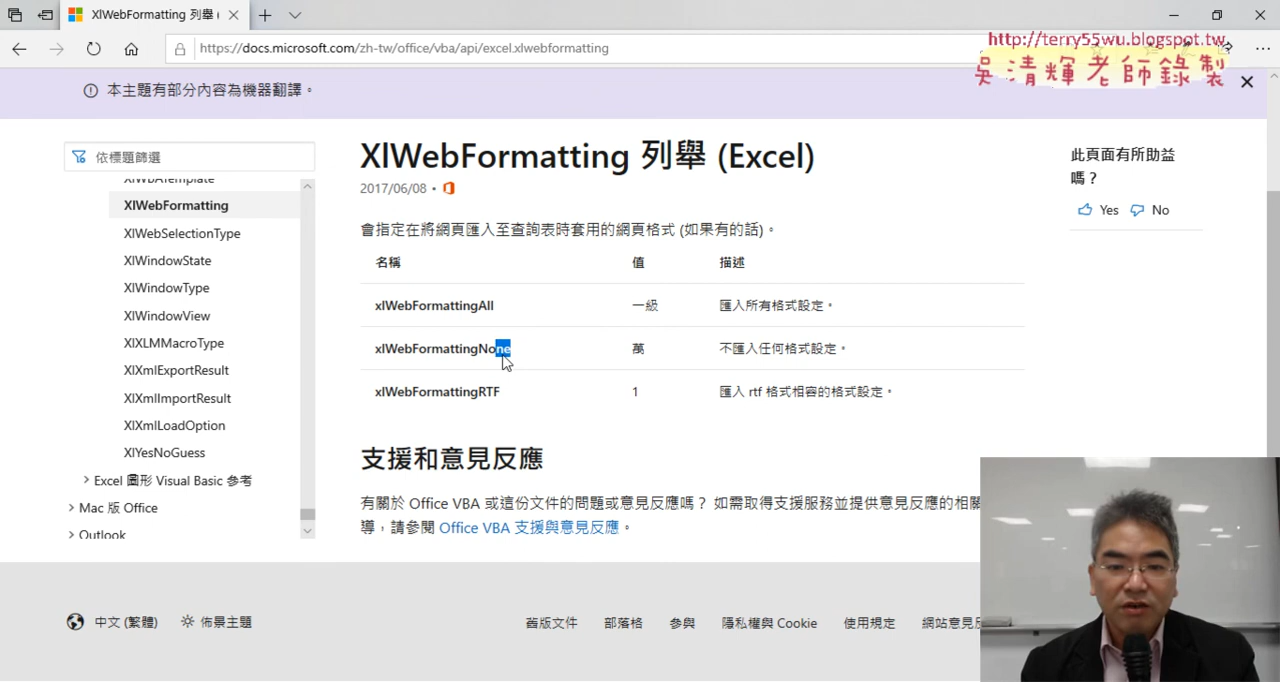 XlWebFormatting 列舉 (
https://docs.microsoft.com/zh-tw/office/vba/api/excel.xlwebformatting
http://terry55wu.blogspot.tw
吳清輝老師錄製
本主題有部分內容為機器翻譯。
依標題篩選
XlWBATemplate
XlWebFormatting
XlWebSelectionType
XlWindowState
XlWindowType
XlWindowView
XlXLMMacroType
XlXmlExportResult
XlXmlImportResult
XlXmlLoadOption
XlYesNoGuess
Excel 圖形 Visual Basic 參考
Mac 版 Office
Outlook
XlWebFormatting 列舉 (Excel)
2017/06/08 •
會指定在將網頁匯入至查詢表時套用的網頁格式 (如果有的話)。
名稱 值 描述
xlWebFormattingAll 一級 匯入所有格式設定。
xlWebFormattingNone 萬 不匯入任何格式設定。
xlWebFormattingRTF 1 匯入 rtf 格式相容的格式設定。
支援和意見反應
有關於 Office VBA 或這份文件的問題或意見反應嗎？ 如需取得支援服務並提供意見反應的相關
導，請參閱 Office VBA 支援與意見反應。
此頁面有所助益
嗎？
Yes No
中文 (繁體) 佈景主題
舊版文件 部落格 參與 隱私權與 Cookie 使用規定 網站意見反